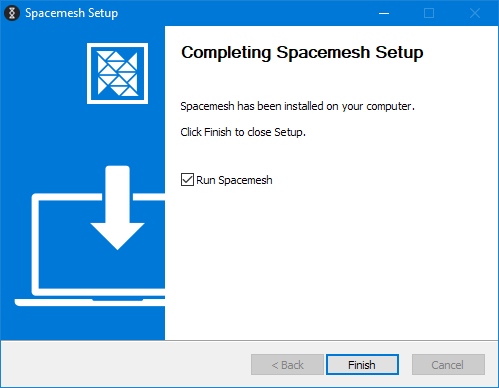 Spacemesh Setup
Completing Spacemesh Setup
Spacemesh has been installed on your computer.
Click Finish to close Setup.
Run Spacemesh
< Back
Finish
Cancel